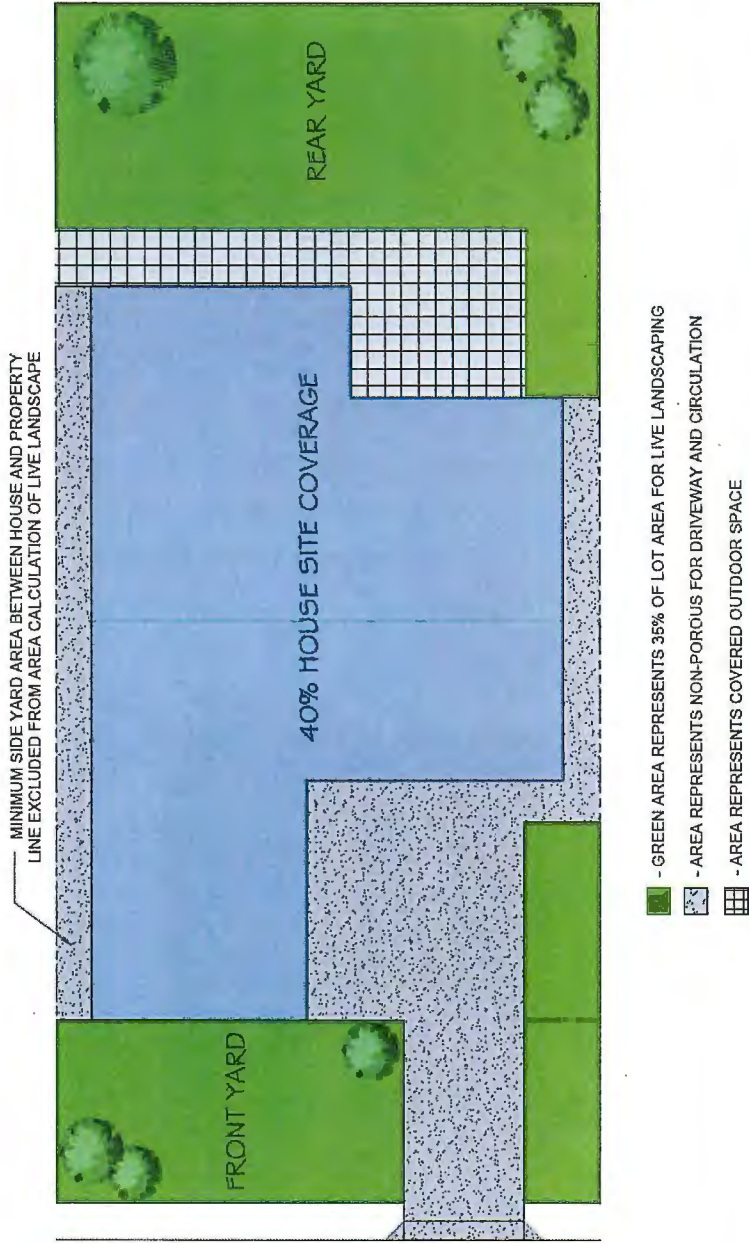 MINIMUM SIDE YARD AREA BETWEEN HOUSE AND PROPERTY
LINE EXCLUDED FROM AREA CALCULATION OF LIVE LANDSCAPE
FRONT YARD
40% HOUSE SITE COVERAGE
REAR YARD
- GREEN AREA REPRESENTS 35% OF LOT AREA FOR LIVE LANDSCAPING
- AREA REPRESENTS NON-POROUS FOR DRIVEWAY AND CIRCULATION
- AREA REPRESENTS COVERED OUTDOOR SPACE